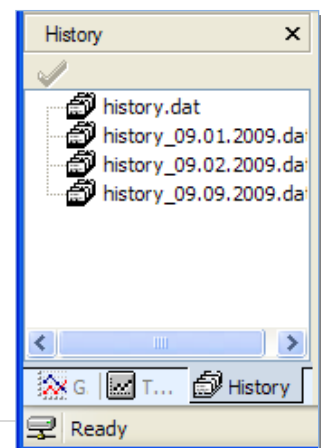 History
history.dat
history_09.01.2009.da
history_09.02.2009.da
history_09.09.2009.da
G T... History
Ready